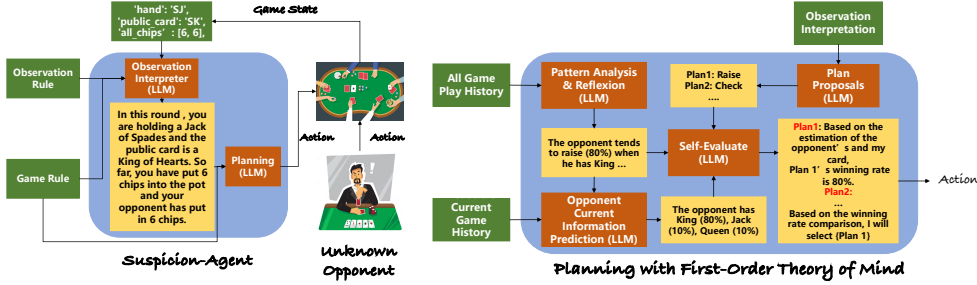 'hand': 'SJ',
'public_card': 'SK',
'all_chips' : [6, 6],
Game State
Observation
Rule
Observation
Interpreter
(LLM)
In this round , you
are holding a Jack
of Spades and the
public card is a
King of Hearts. So
far, you have put 6
chips into the pot
and your
opponent has put
in 6 chips.
Game Rule
Planning
(LLM)
Action
Action
Suspicion-Agent
Unknown
Opponent
Observation
Interpretation
All Game
Play History
Pattern Analysis
& Reflexion (LLM)
Plan1: Raise
Plan2: Check
....
Plan
Proposals
(LLM)
The opponent tends
to raise (80%) when
he has King ...
Self-Evaluate
(LLM)
Plan1: Based on the
estimation of the
opponent's and my
card,
Plan 1's winning rate
is 80%.
Plan2:
...
Based on the winning
rate comparison, I will
select {Plan 1}
Action
Current
Game
History
Opponent
Current
Information
Prediction (LLM)
The opponent has
King (80%), Jack
(10%), Queen (10%)
Planning with First-Order Theory of Mind